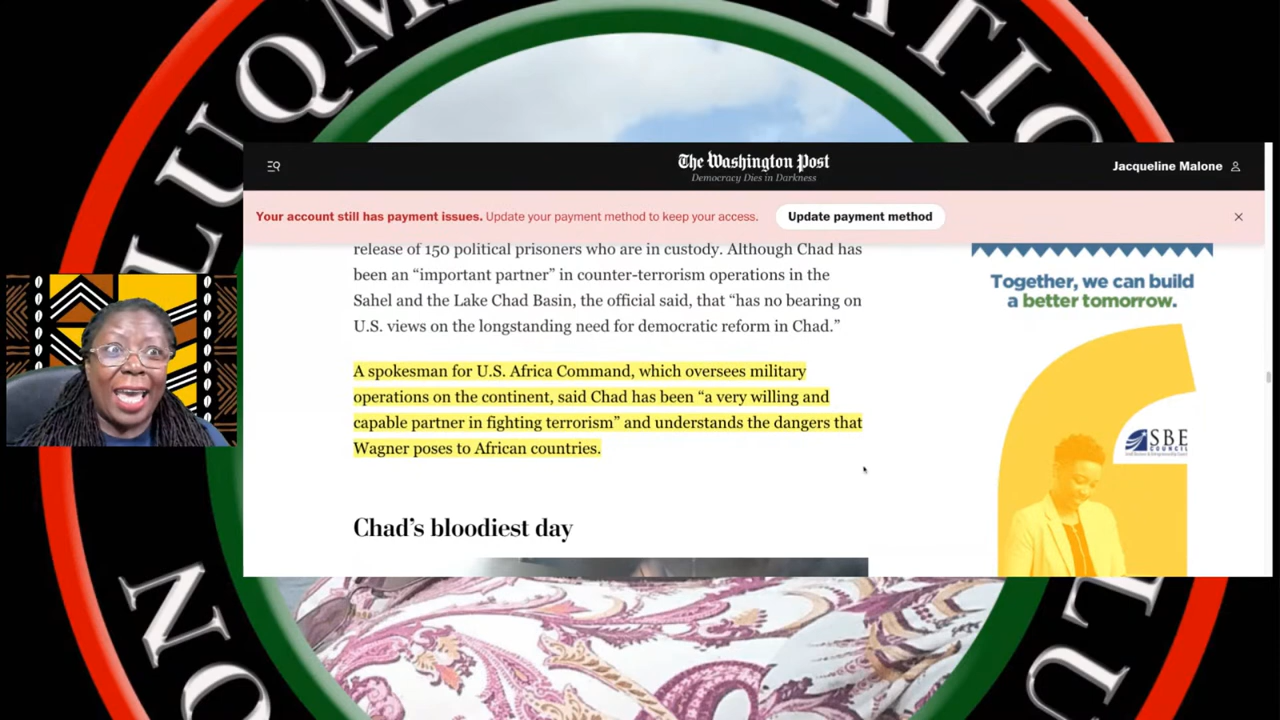 LUQM
ATIO
The Washington Post
Democracy Dies in Darkness
Jacqueline Malone
Your account still has payment issues. Update your payment method to keep your access.
Update payment method
release of 150 political prisoners who are in custody. Although Chad has
been an “important partner” in counter-terrorism operations in the
Sahel and the Lake Chad Basin, the official said, that “has no bearing on
U.S. views on the longstanding need for democratic reform in Chad.”
A spokesman for U.S. Africa Command, which oversees military
operations on the continent, said Chad has been “a very willing and
capable partner in fighting terrorism” and understands the dangers that
Wagner poses to African countries.
Chad’s bloodiest day
Together, we can build
a better tomorrow.
SBE
COUNCIL
NO
LU